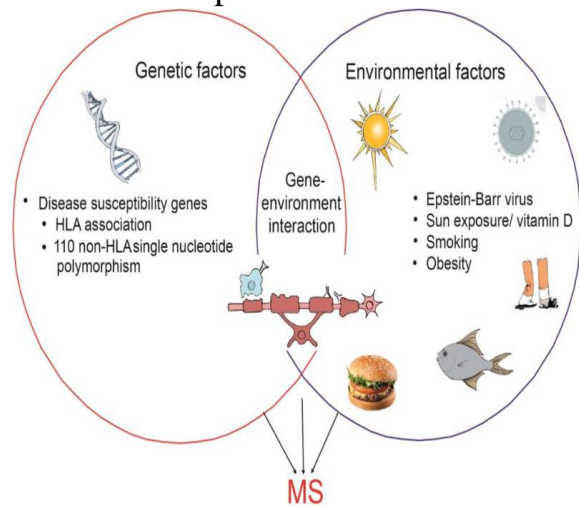 Genetic factors
Environmental factors
Gene-
environment
interaction
• Disease susceptibility genes
• HLA association
• 110 non-HLA single nucleotide
polymorphism
• Epstein-Barr virus
• Sun exposure/ vitamin D
• Smoking
• Obesity
MS